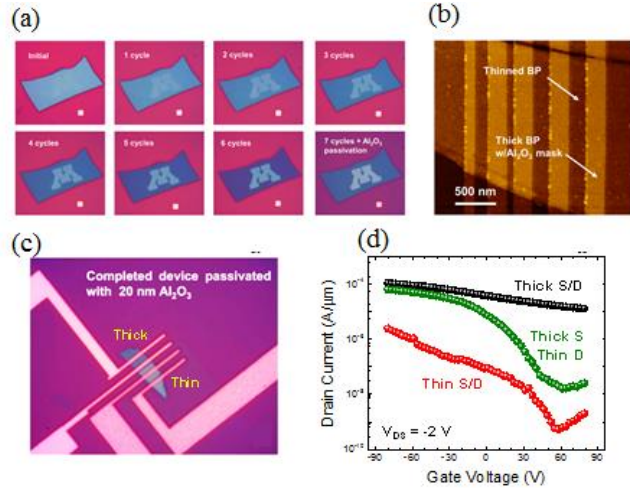 (a)
Initial
1 cycle
2 cycles
3 cycles
4 cycles
5 cycles
6 cycles
7 cycles + Al₂O₃
passivation
(b)
Thinned BP
Thick BP
w/Al₂O₃ mask
500 nm
(c)
Completed device passivated
with 20 nm Al₂O₃
Thick
Thin
(d)
Drain Current (A/μm)
Thick S/D
Thick S
Thin D
Thin S/D
V_DS = -2 V
-90 -60 -30 0 30 60 90
Gate Voltage (V)